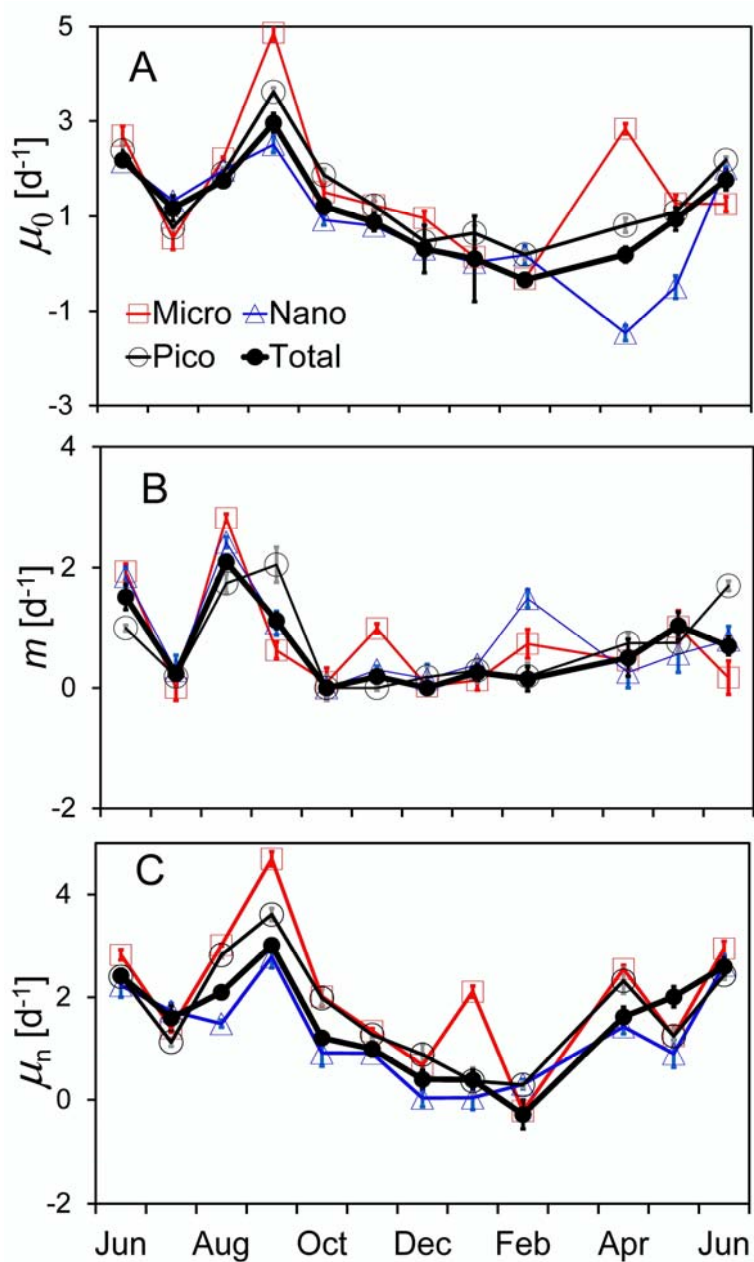 5
A
3
μ0 [d-1]
1
-1
Micro Nano
Pico Total
-3
4
B
2
m [d-1]
0
-2
C
4
2
μn [d-1]
0
-2
Jun Aug Oct Dec Feb Apr Jun